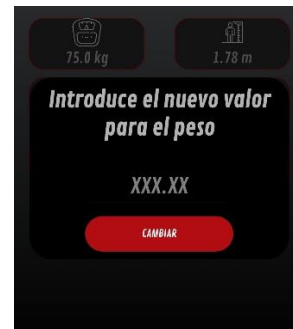 75.0 kg
1.78 m
Introduce el nuevo valor
para el peso
XXX.XX
CAMBIAR